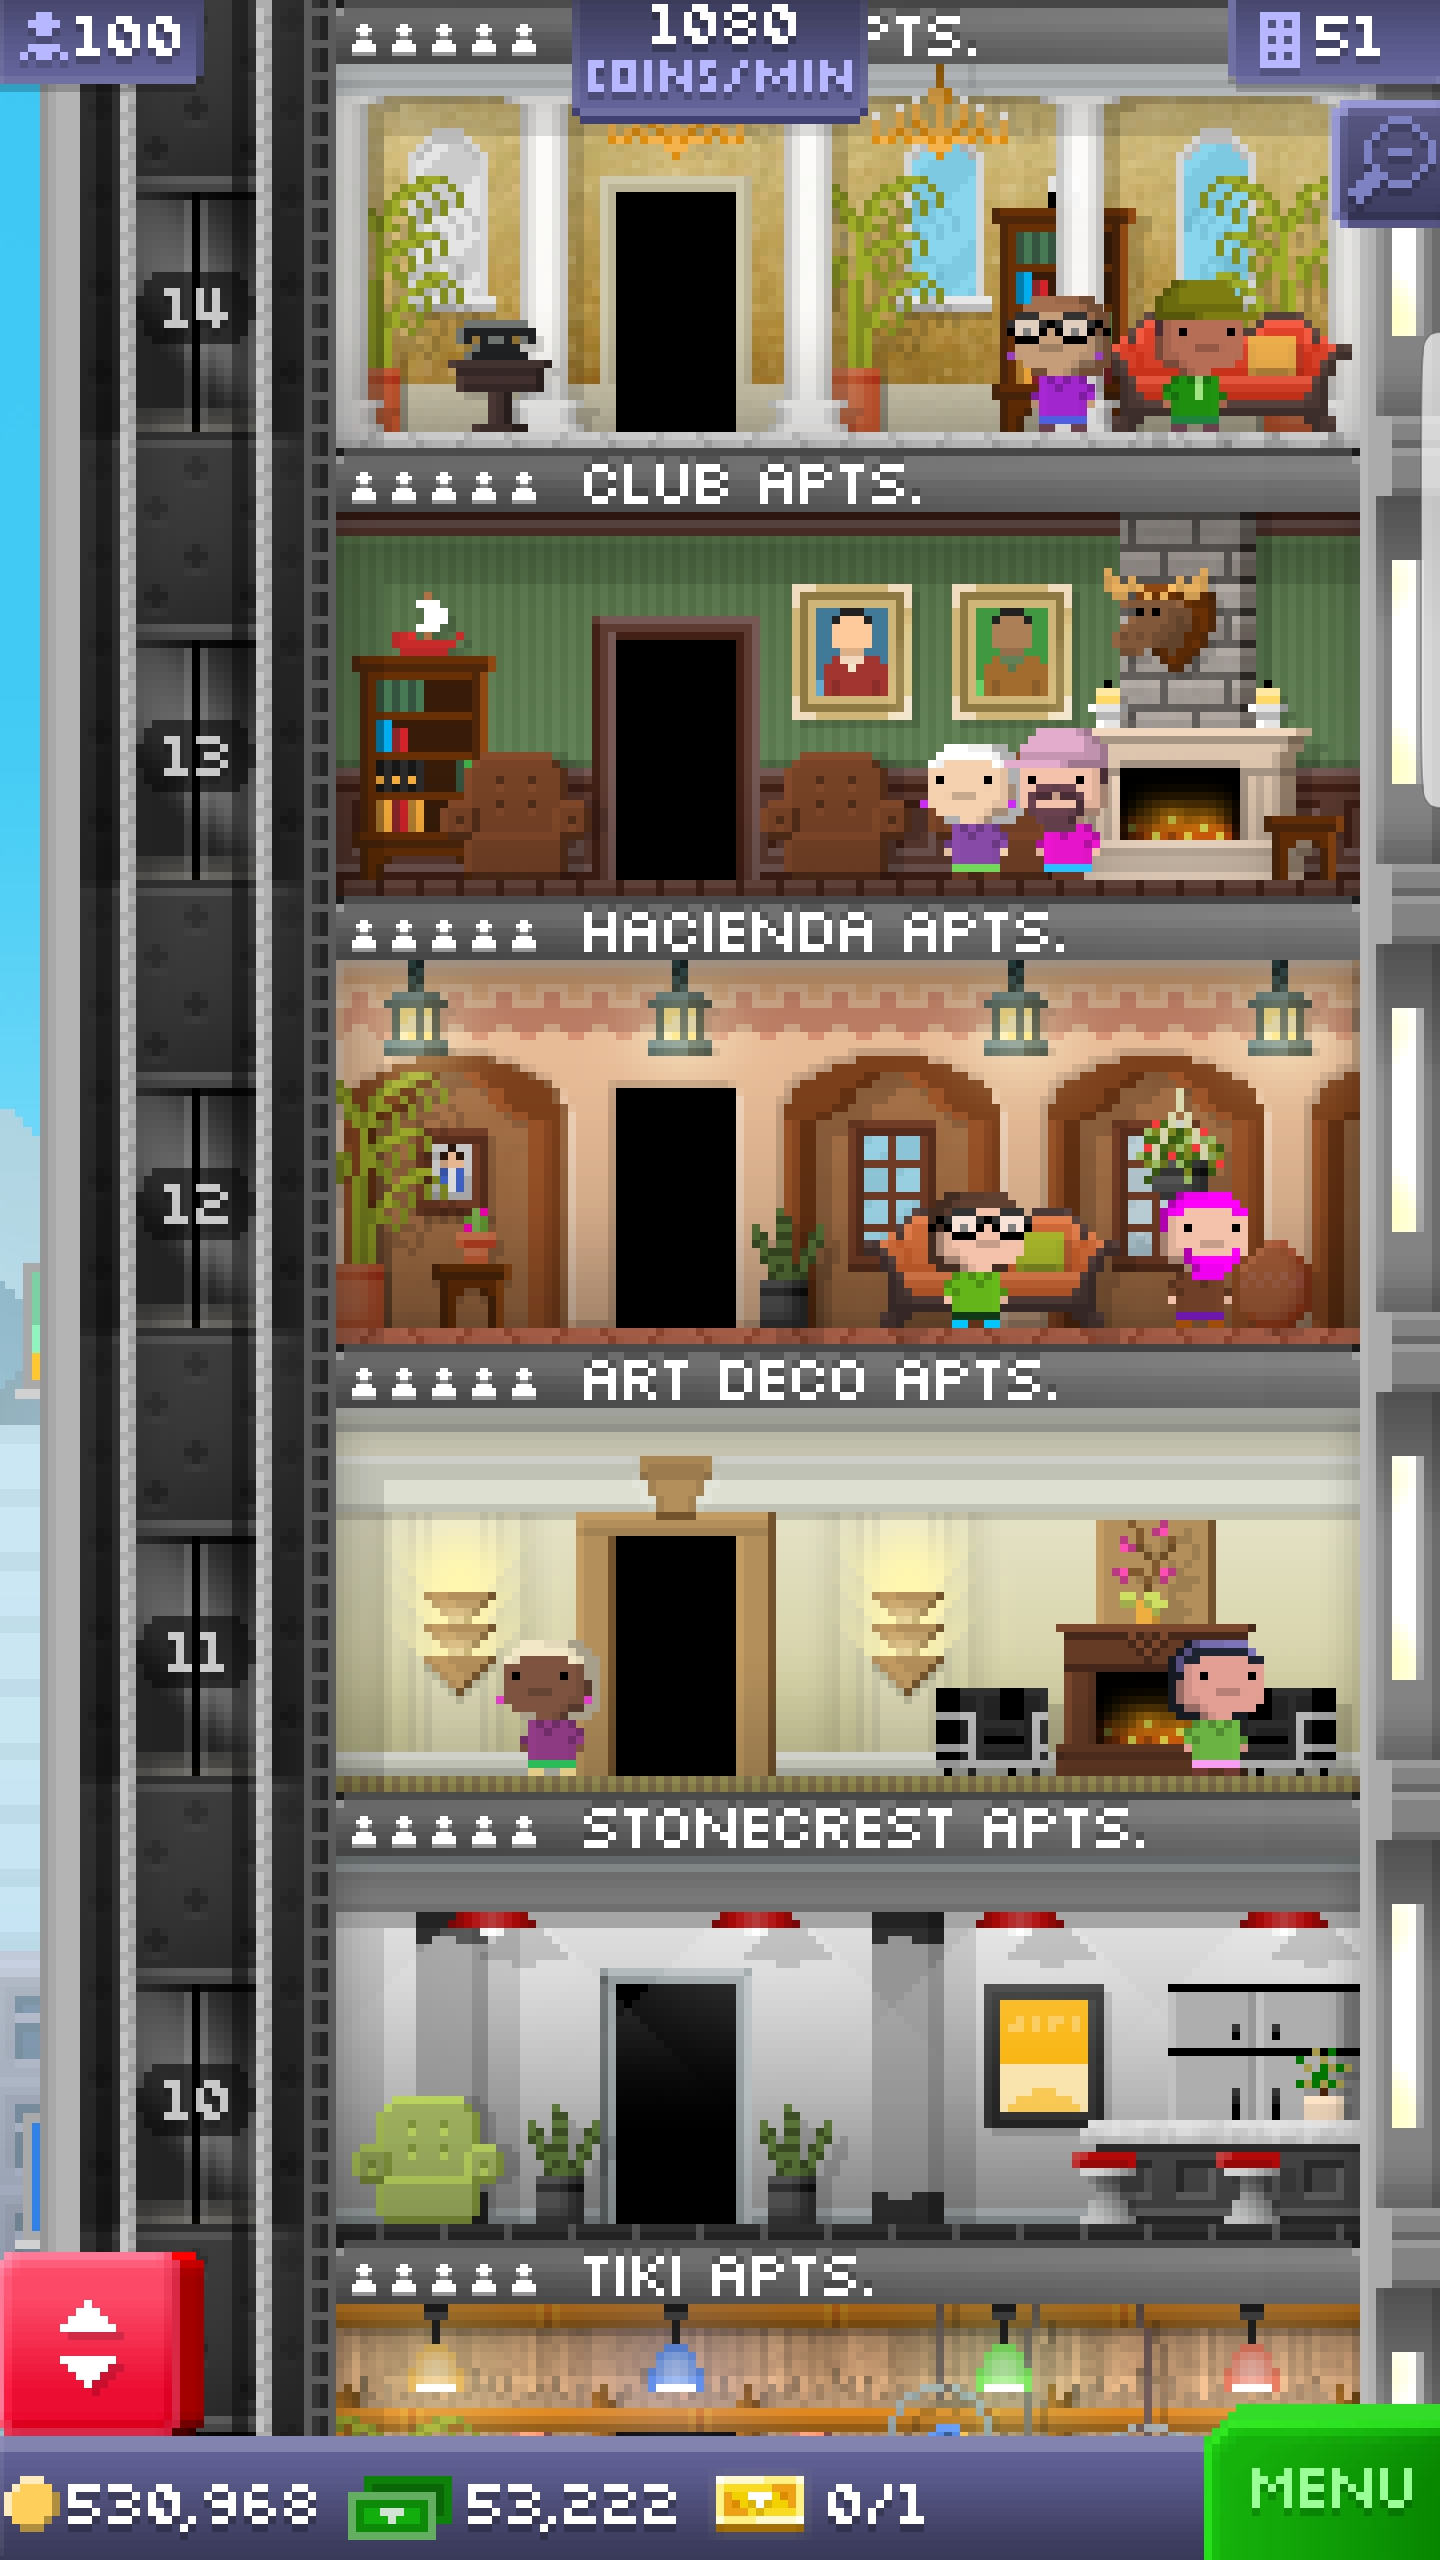 100
1080
COINS/MIN
PTS.
51
14
CLUB APTS.
13
HACIENDA APTS.
12
ART DECO APTS.
11
STONECREST APTS.
10
TIKI APTS.
530,968
53,222
0/1
MENU